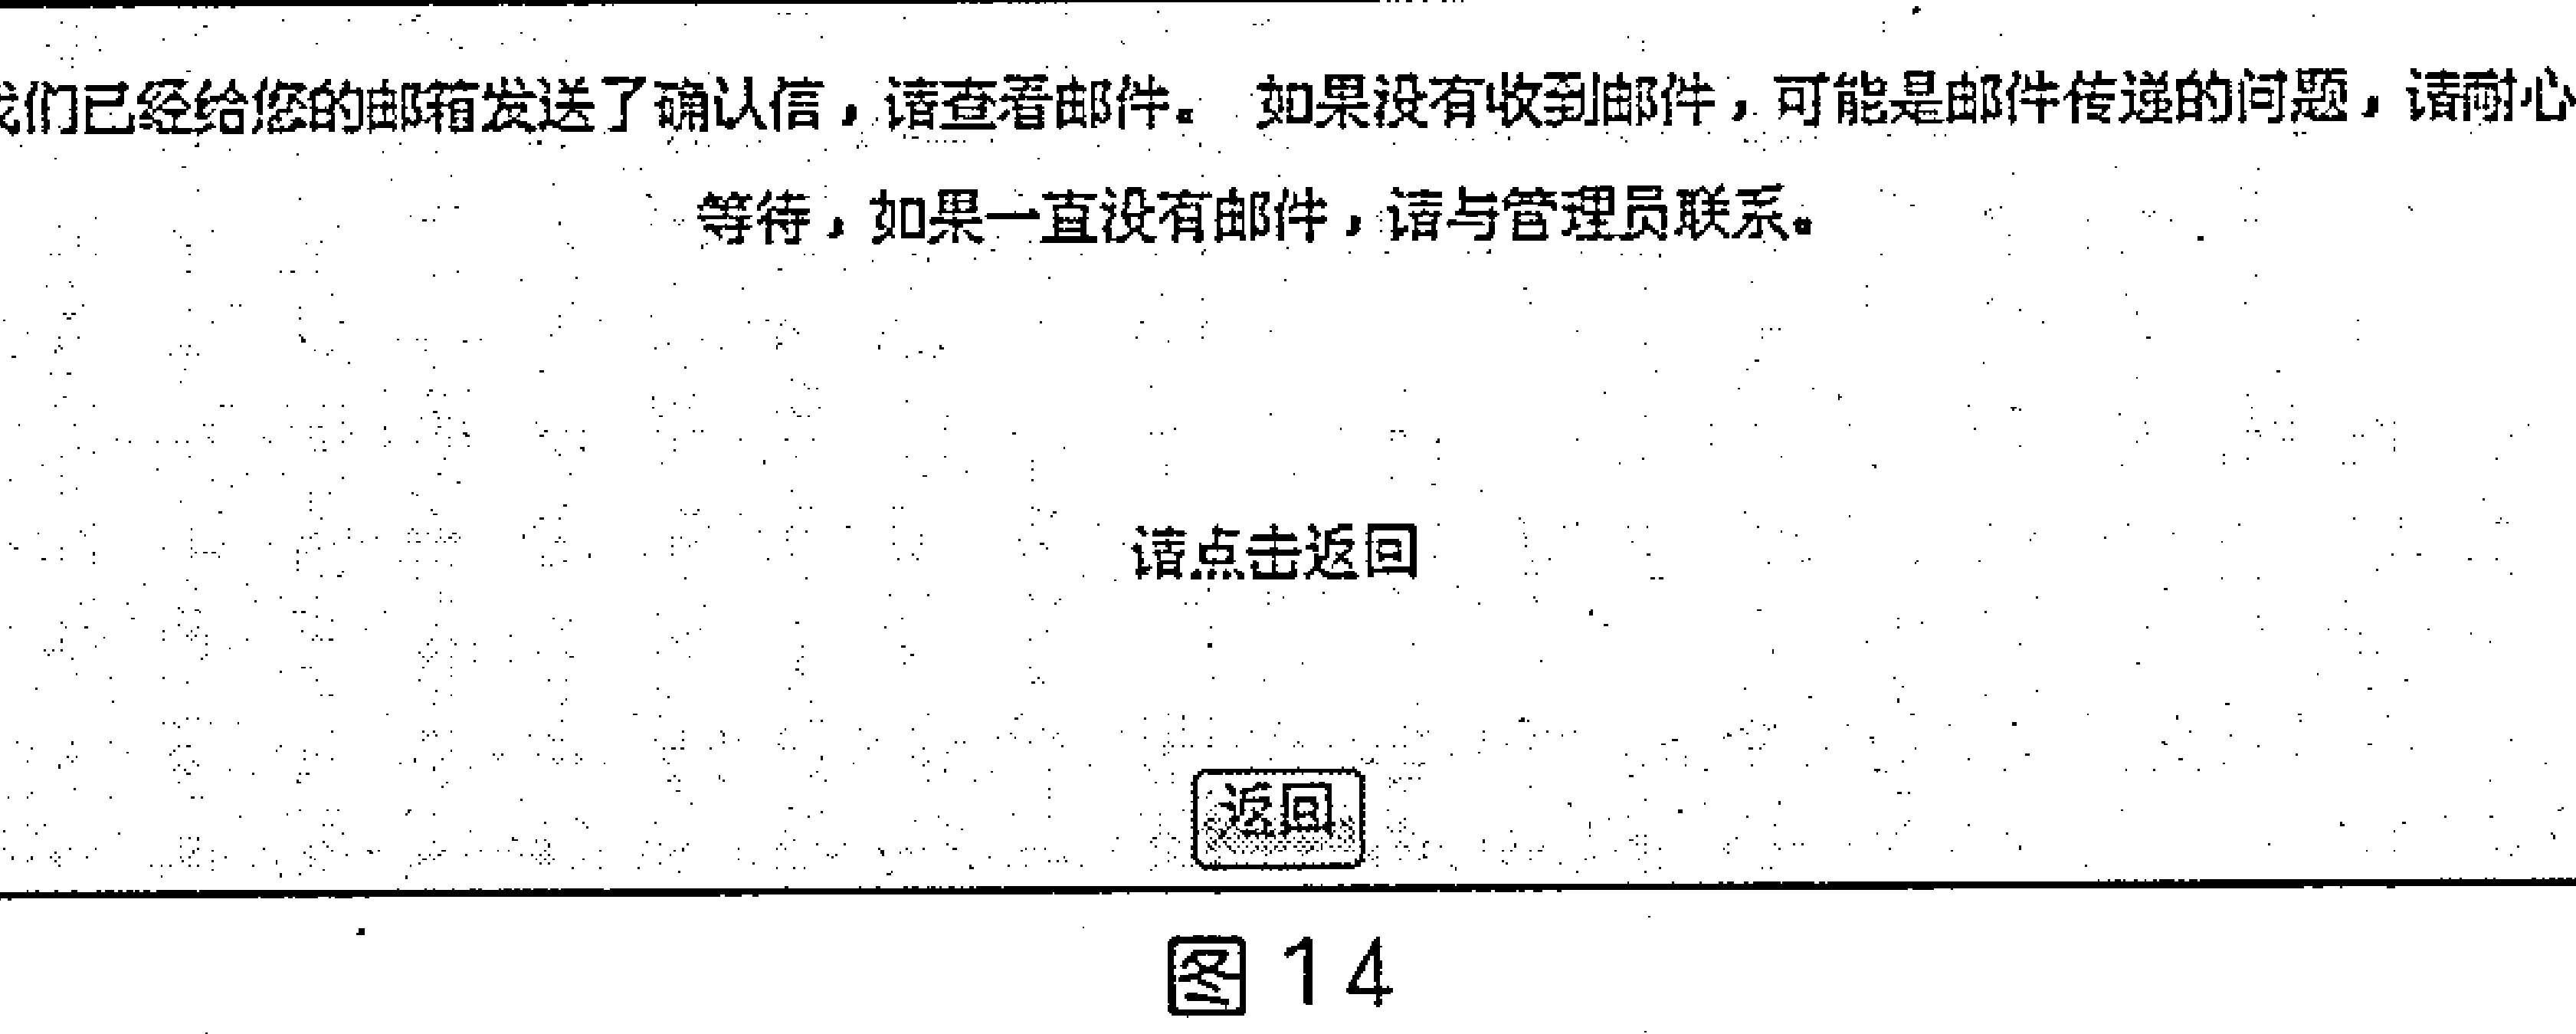 我们已经给您的邮箱发送了确认信，请查看邮件。 如果没有收到邮件，可能是邮件传递的问题，请耐心
等待，如果一直没有邮件，请与管理员联系。
请点击返回
返回
图 14